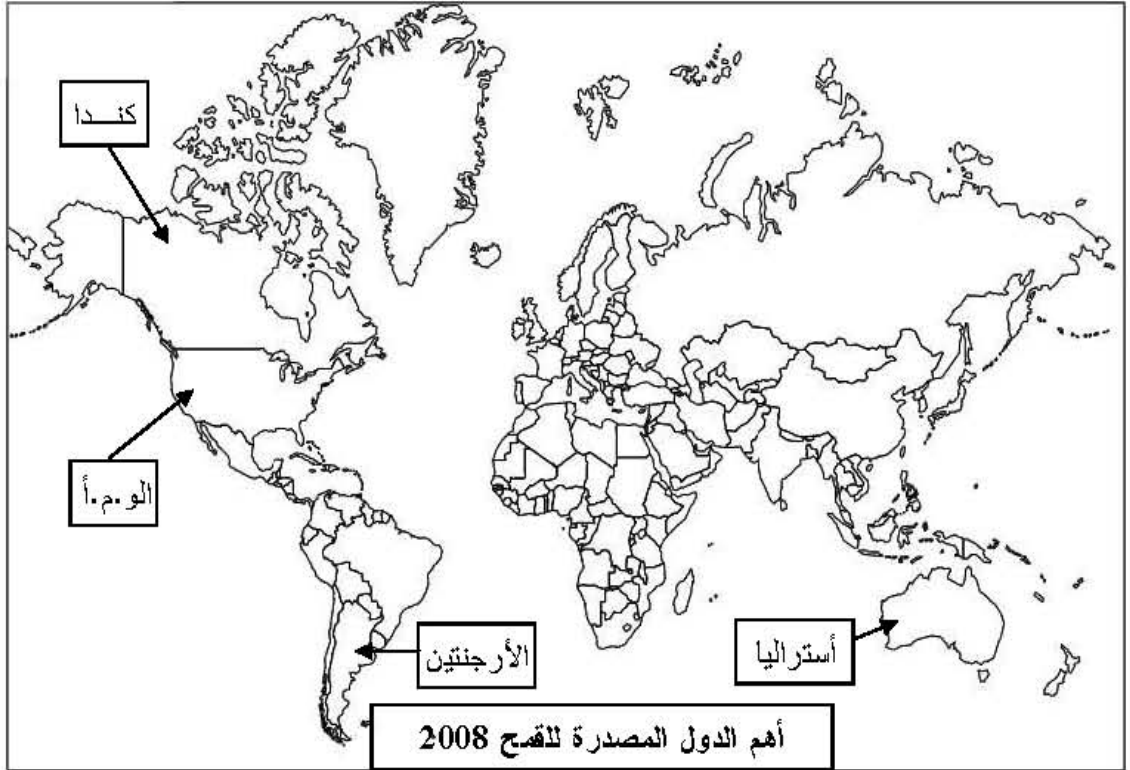 كنـــدا
الو.م.أ
الأرجنتين
أستراليا
أهم الدول المصدرة للقمح 2008